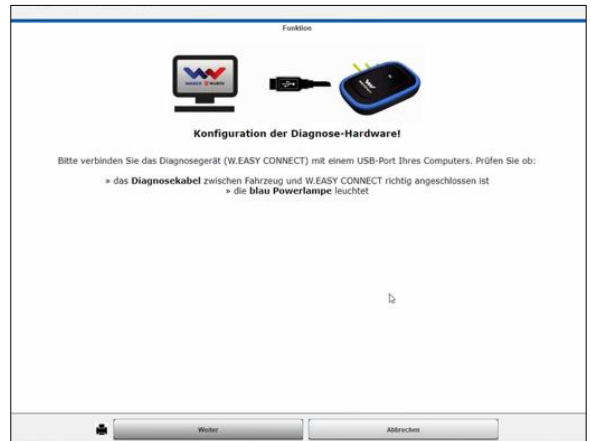 Funktion
Konfiguration der Diagnose-Hardware!
Bitte verbinden Sie das Diagnosegerät (W.EASY CONNECT) mit einem USB-Port Ihres Computers. Prüfen Sie ob:
» das Diagnosekabel zwischen Fahrzeug und W.EASY CONNECT richtig angeschlossen ist
» die blau Powerlampe leuchtet
Weiter
Abbrechen